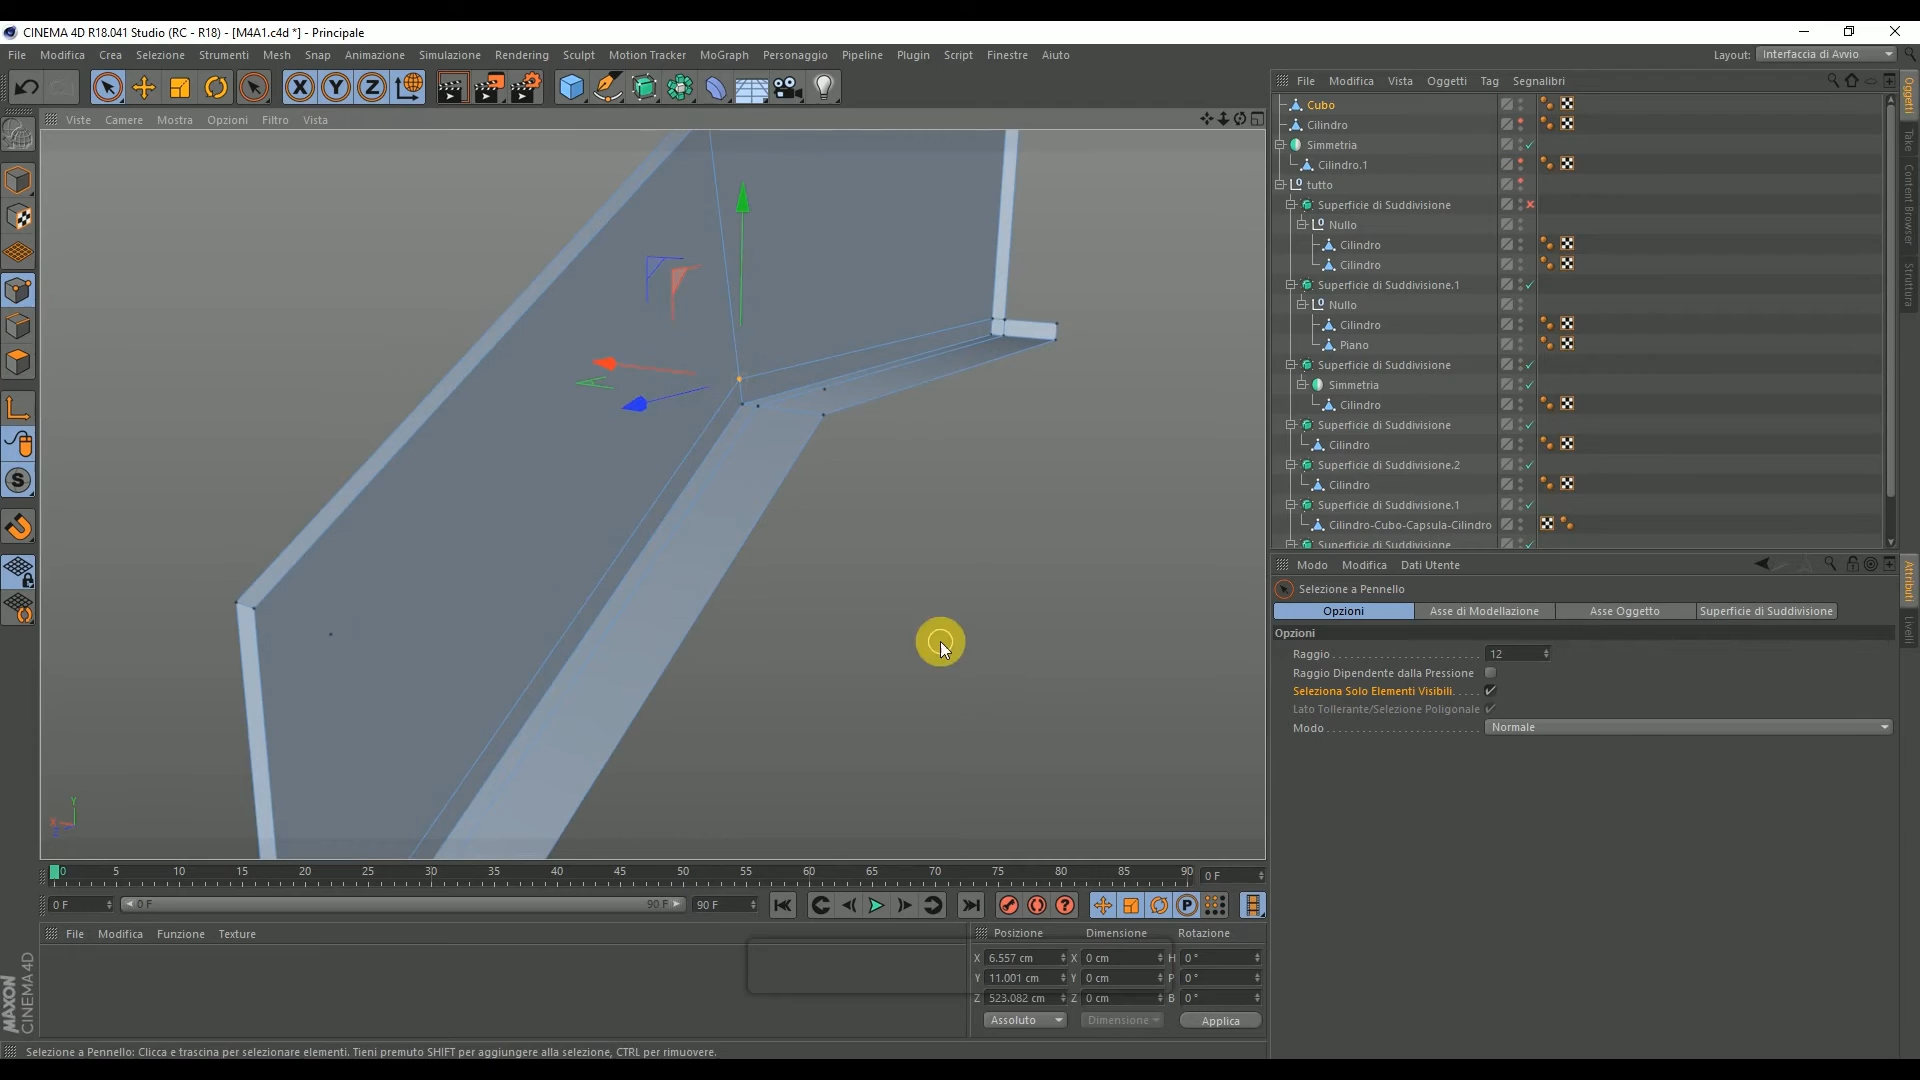 CINEMA 4D R18.041 Studio (RC - R18) - [M4A1.c4d *] - Principale
File Modifica Crea Selezione Strumenti Mesh Snap Animazione Simulazione Rendering Sculpt Motion Tracker MoGraph Personaggio Pipeline Plugin Script Finestre Aiuto
Layout: Interfaccia di Avvio
X Y Z
File Modifica Vista Oggetti Tag Segnalibri
Viste Camere Mostra Opzioni Filtro Vista
Cubo
Cilindro
Simmetria
Cilindro.1
tutto
Superficie di Suddivisione
Nullo
Cilindro
Cilindro
Superficie di Suddivisione.1
Nullo
Cilindro
Piano
Superficie di Suddivisione
Simmetria
Cilindro
Superficie di Suddivisione
Cilindro
Superficie di Suddivisione.2
Cilindro
Superficie di Suddivisione.1
Cilindro-Cubo-Capsula-Cilindro
Superficie di Suddivisione
Oggetti
Take
Content Browser
Struttura
Modo Modifica Dati Utente
Selezione a Pennello
Opzioni Asse di Modellazione Asse Oggetto Superficie di Suddivisione
Opzioni
Raggio 12
Raggio Dipendente dalla Pressione
Seleziona Solo Elementi Visibili
Lato Tollerante/Selezione Poligonale
Modo Normale
Attributi
Livelli
Y
X
Z
0 5 10 15 20 25 30 35 40 45 50 55 60 65 70 75 80 85 90 0 F
0 F 0 F 90 F 90 F
File Modifica Funzione Texture
Posizione Dimensione Rotazione
X 6.557 cm X 0 cm H 0 °
Y 11.001 cm Y 0 cm P 0 °
Z 523.082 cm Z 0 cm B 0 °
Assoluto Dimensione Applica
MAXON
CINEMA 4D
Selezione a Pennello: Clicca e trascina per selezionare elementi. Tieni premuto SHIFT per aggiungere alla selezione, CTRL per rimuovere.